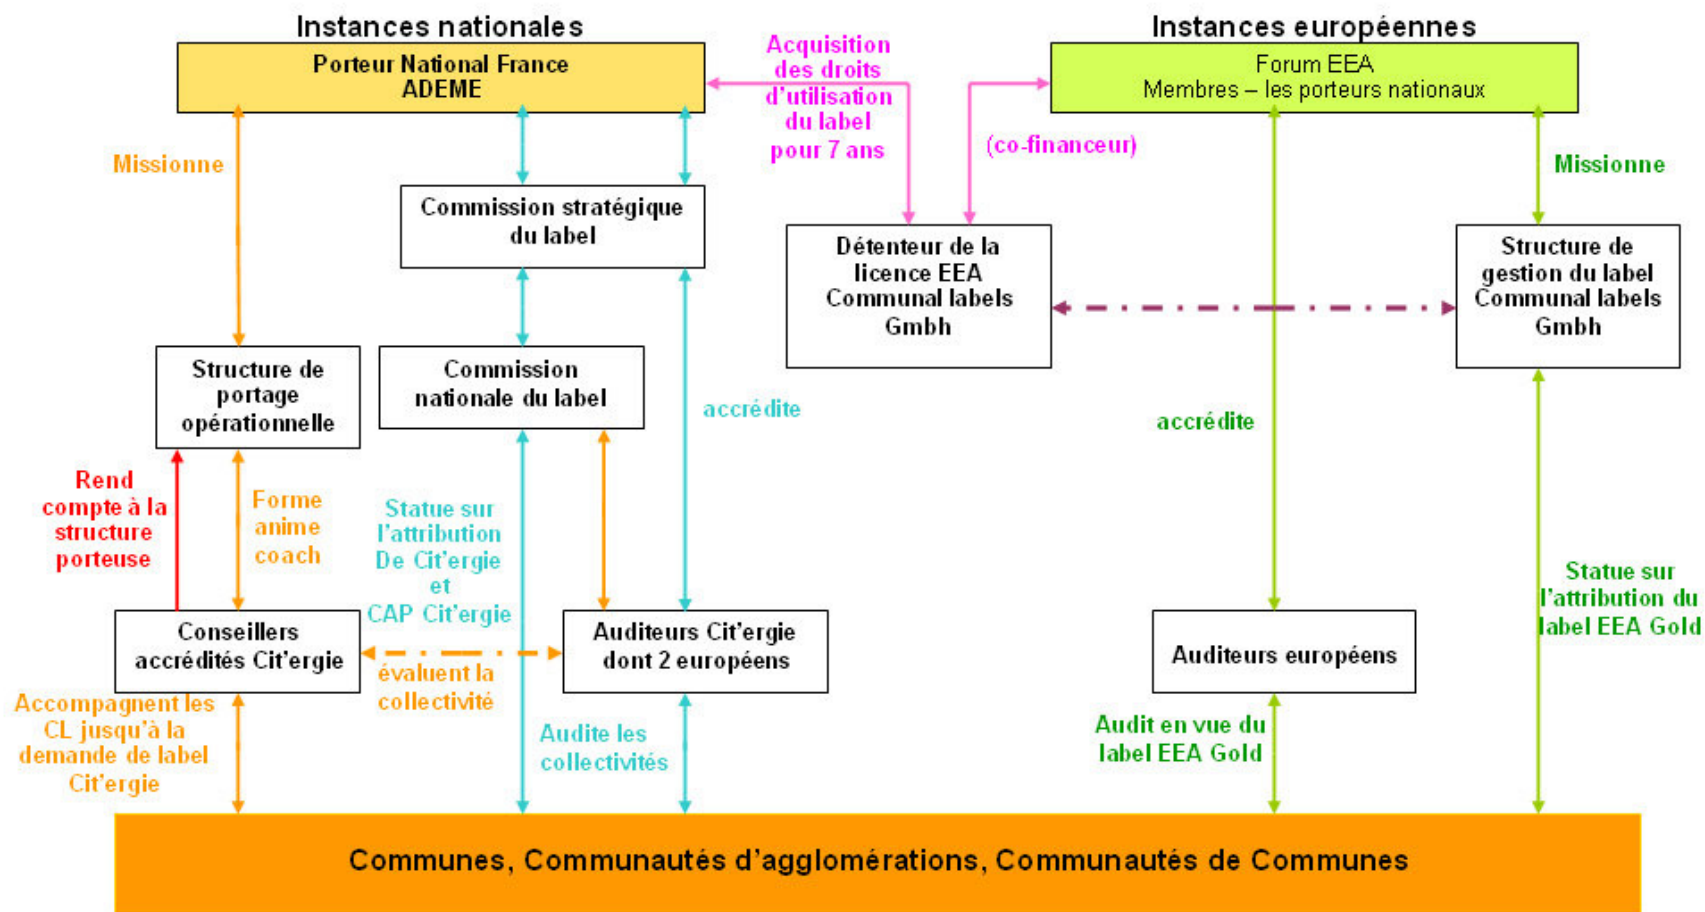 Instances nationales
Instances européennes
Porteur National France
ADEME
Acquisition
des droits
d'utilisation
du label
pour 7 ans
Forum EEA
Membres – les porteurs nationaux
(co-financeur)
Missionne
Missionne
Commission stratégique
du label
Détenteur de la
licence EEA
Communal labels
Gmbh
Structure de
gestion du label
Communal labels
Gmbh
Structure de
portage
opérationnelle
Commission
nationale du label
accrédite
accrédite
Rend
compte à la
structure
porteuse
Forme
anime
coach
Statue sur
l'attribution
De Cit'ergie
et
CAP Cit'ergie
Statue sur
l'attribution du
label EEA Gold
Conseillers
accrédités Cit'ergie
évaluent la
collectivité
Auditeurs Cit'ergie
dont 2 européens
Auditeurs européens
Accompagnent les
CL jusqu'à la
demande de label
Cit'ergie
Audite les
collectivités
Audit en vue du
label EEA Gold
Communes, Communautés d'agglomérations, Communautés de Communes